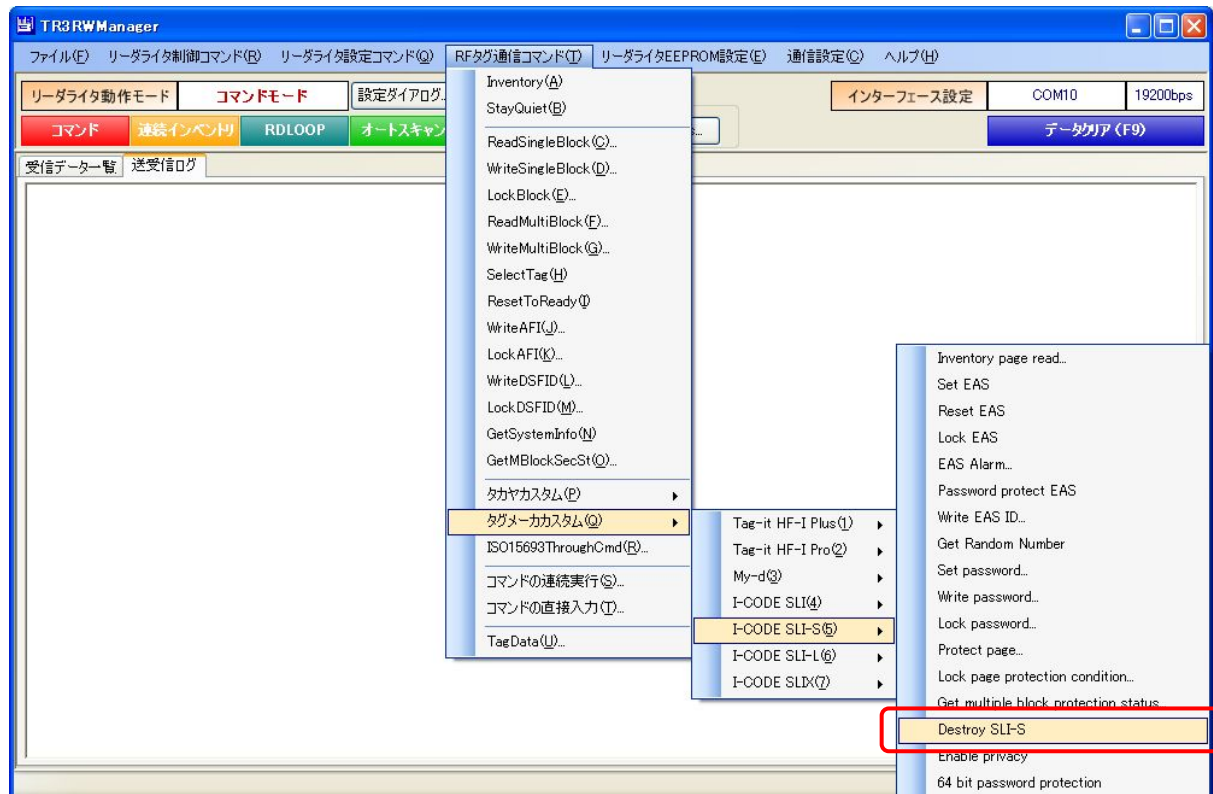 TR3RWManager
ファイル(F) リーダライタ制御コマンド(R) リーダライタ設定コマンド(Q) RFタグ通信コマンド(T) リーダライタEEPROM設定(E) 通信設定(C) ヘルプ(H)
リーダライタ動作モード コマンドモード 設定ダイアログ... インターフェース設定 COM10 19200bps
コマンド 連続インベントリ RDLOOP オートスキャン データクリア (F9)
受信データ一覧 送受信ログ
Inventory(A)
StayQuiet(B)
ReadSingleBlock(C)...
WriteSingleBlock(D)...
LockBlock(E)...
ReadMultiBlock(F)...
WriteMultiBlock(G)...
SelectTag(H)
ResetToReady(I)
WriteAFI(J)...
LockAFI(K)...
WriteDSFID(L)...
LockDSFID(M)...
GetSystemInfo(N)
GetMBlockSecSt(O)...
タカヤカスタム(P)
タグメーカカスタム(Q)
ISO15693ThroughCmd(R)...
コマンドの連続実行(S)...
コマンドの直接入力(T)...
TagData(U)...
Tag-it HF-I Plus(1)
Tag-it HF-I Pro(2)
My-d(3)
I-CODE SLI(4)
I-CODE SLI-S(5)
I-CODE SLI-L(6)
I-CODE SLIX(7)
Inventory page read...
Set EAS
Reset EAS
Lock EAS
EAS Alarm...
Password protect EAS
Write EAS ID...
Get Random Number
Set password...
Write password...
Lock password...
Protect page...
Lock page protection condition...
Get multiple block protection status...
Destroy SLI-S
Enable privacy
64 bit password protection